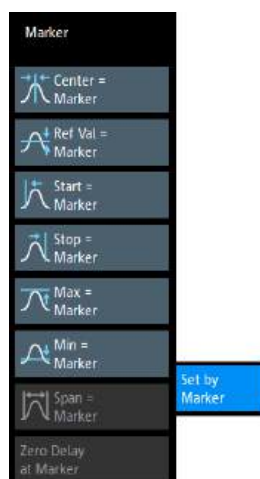 Marker
Center =
Marker
Ref Val =
Marker
Start =
Marker
Stop =
Marker
Max =
Marker
Min =
Marker
Span =
Marker
Zero Delay
at Marker
Set by
Marker